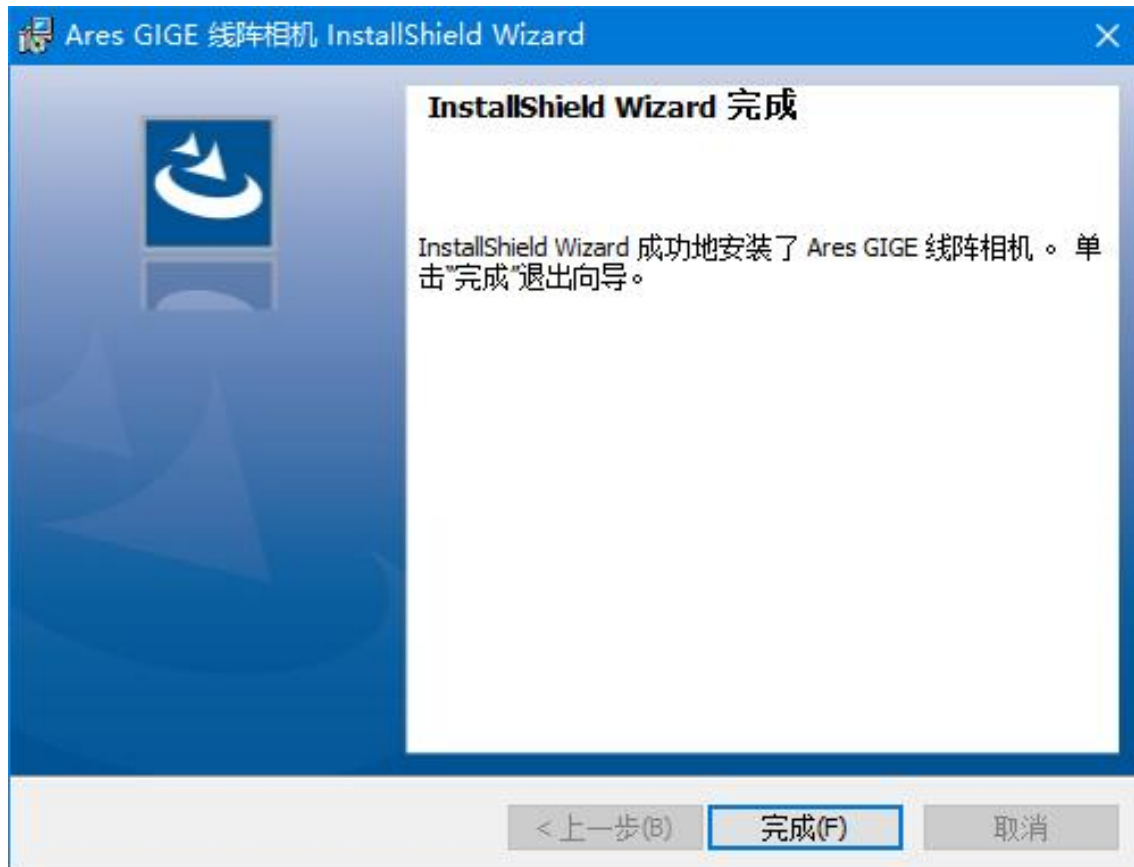 Ares GIGE 线阵相机 InstallShield Wizard
InstallShield Wizard 完成
InstallShield Wizard 成功地安装了 Ares GIGE 线阵相机 。 单
击"完成"退出向导。
< 上一步(B)
完成(F)
取消